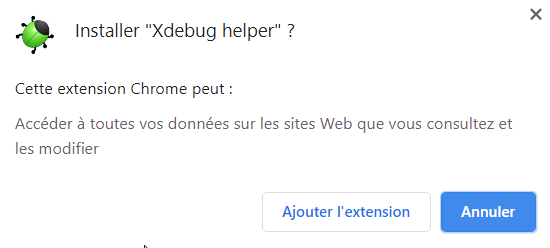 Installer "Xdebug helper" ?
Cette extension Chrome peut :
Accéder à toutes vos données sur les sites Web que vous consultez et
les modifier
Ajouter l'extension
Annuler